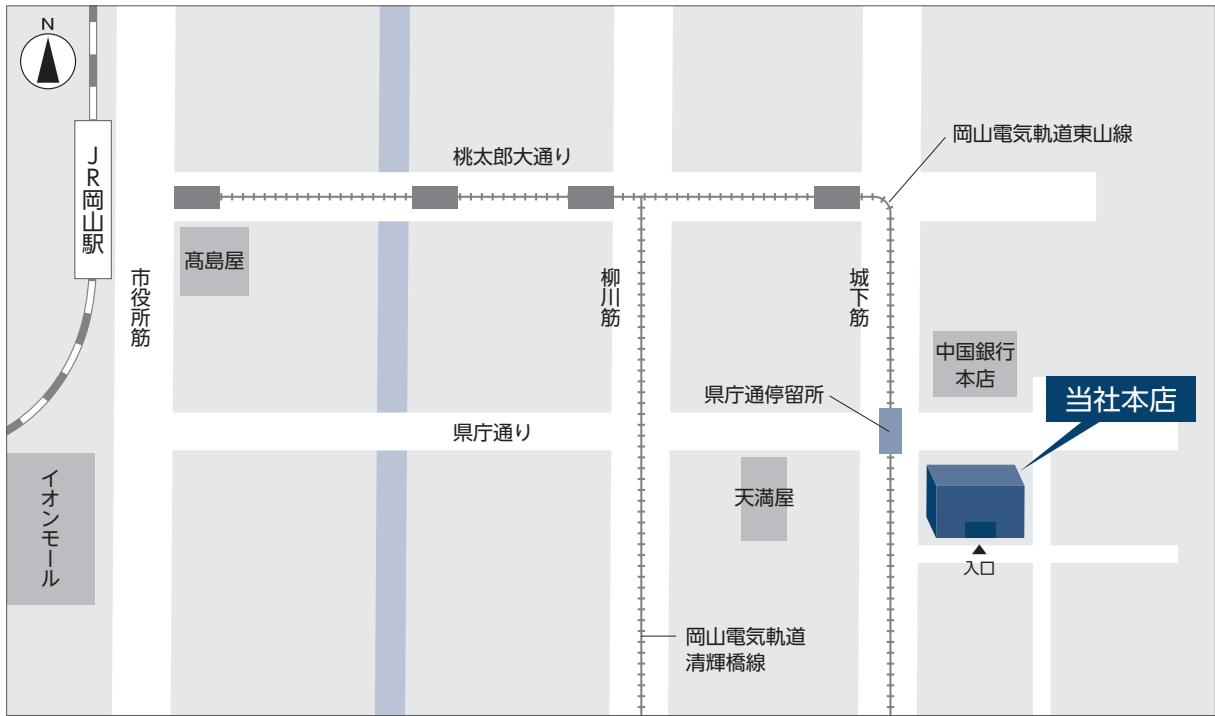 N
JR岡山駅
桃太郎大通り
岡山電気軌道東山線
髙島屋
市役所筋
柳川筋
城下筋
中国銀行
本店
当社本店
県庁通停留所
県庁通り
イオンモール
天満屋
入口
岡山電気軌道
清輝橋線